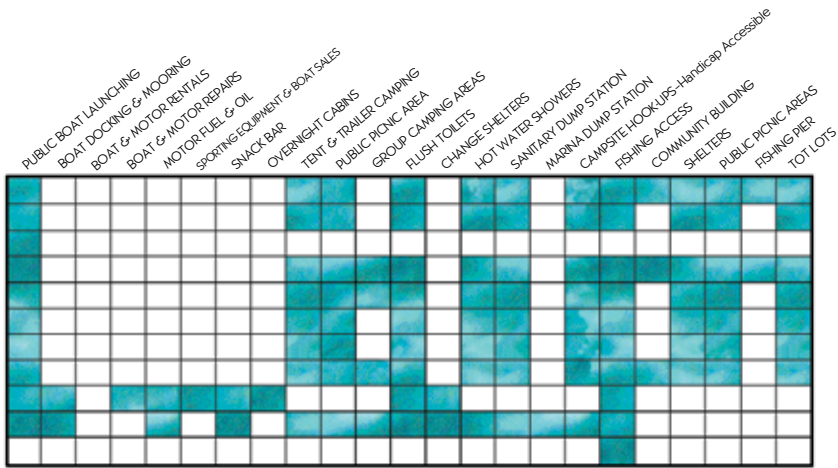 PUBLIC BOAT LAUNCHING
BOAT DOCKING & MOORING
BOAT & MOTOR RENTALS
BOAT & MOTOR REPAIRS
MOTOR FUEL & OIL
SPORTING EQUIPMENT & BOAT SALES
SNACK BAR
OVERNIGHT CABINS
TENT & TRAILER CAMPING
PUBLIC PICNIC AREA
GROUP CAMPING AREAS
FLUSH TOILETS
CHANGE SHELTERS
HOT WATER SHOWERS
SANITARY DUMP STATION
MARINA DUMP STATION
CAMPSITE HOOK-UPS-Handicap Accessible
FISHING ACCESS
COMMUNITY BUILDING
SHELTERS
PUBLIC PICNIC AREAS
FISHING PIER
TOT LOTS